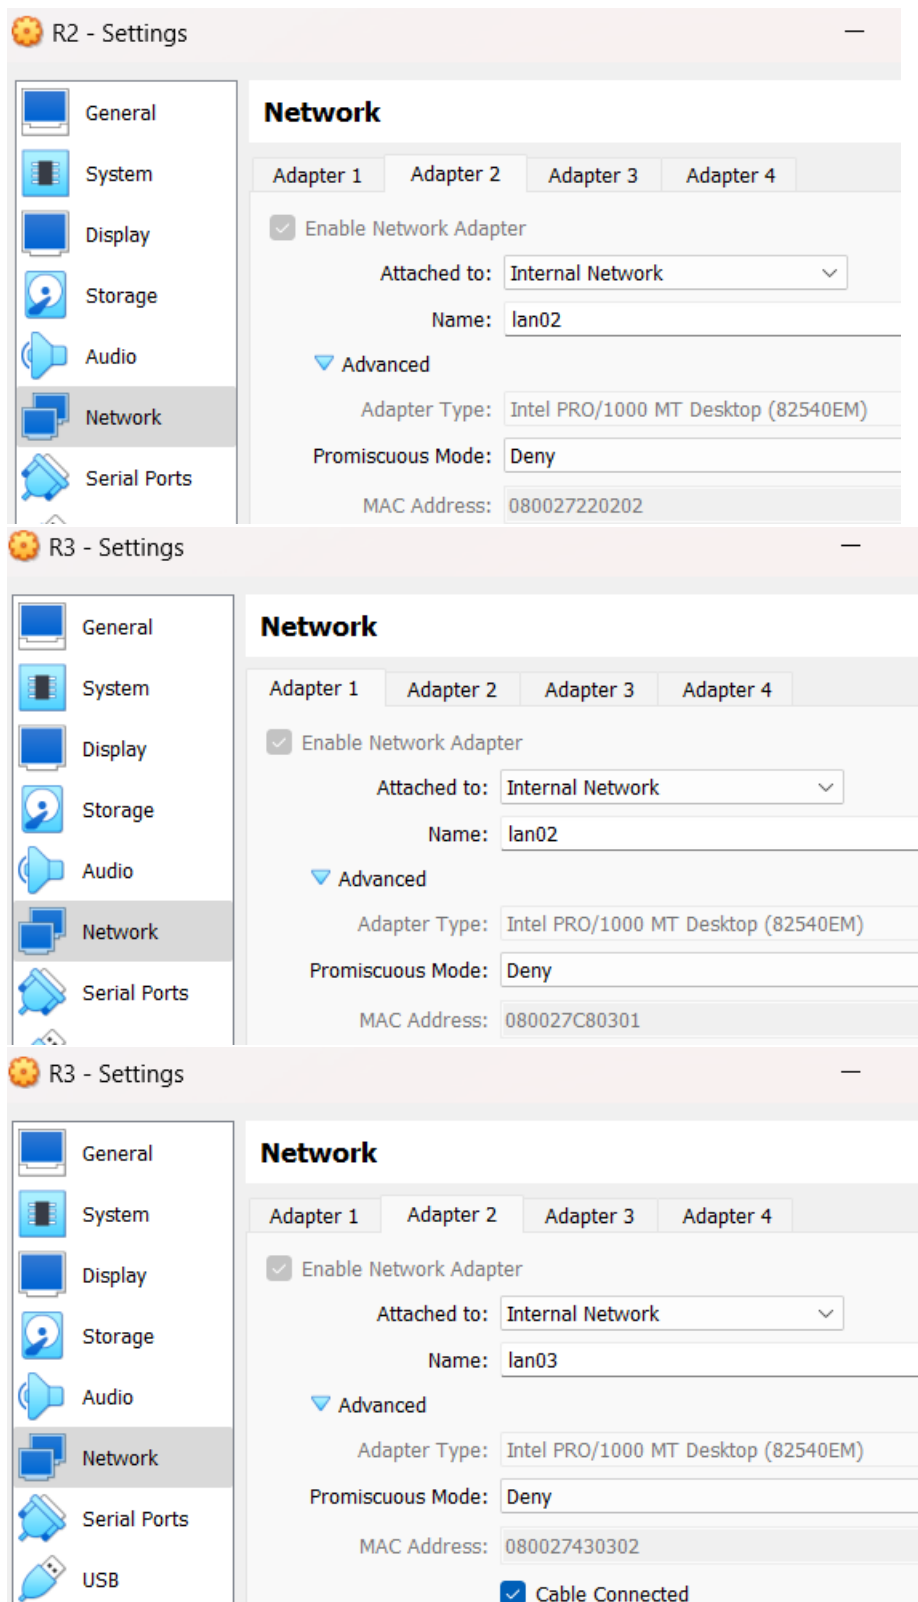 R2 - Settings
General
System
Display
Storage
Audio
Network
Serial Ports
Network
Adapter 1 Adapter 2 Adapter 3 Adapter 4
Enable Network Adapter
Attached to: Internal Network
Name: lan02
Advanced
Adapter Type: Intel PRO/1000 MT Desktop (82540EM)
Promiscuous Mode: Deny
MAC Address: 080027220202
R3 - Settings
General
System
Display
Storage
Audio
Network
Serial Ports
Network
Adapter 1 Adapter 2 Adapter 3 Adapter 4
Enable Network Adapter
Attached to: Internal Network
Name: lan02
Advanced
Adapter Type: Intel PRO/1000 MT Desktop (82540EM)
Promiscuous Mode: Deny
MAC Address: 080027C80301
R3 - Settings
General
System
Display
Storage
Audio
Network
Serial Ports
USB
Network
Adapter 1 Adapter 2 Adapter 3 Adapter 4
Enable Network Adapter
Attached to: Internal Network
Name: lan03
Advanced
Adapter Type: Intel PRO/1000 MT Desktop (82540EM)
Promiscuous Mode: Deny
MAC Address: 080027430302
Cable Connected